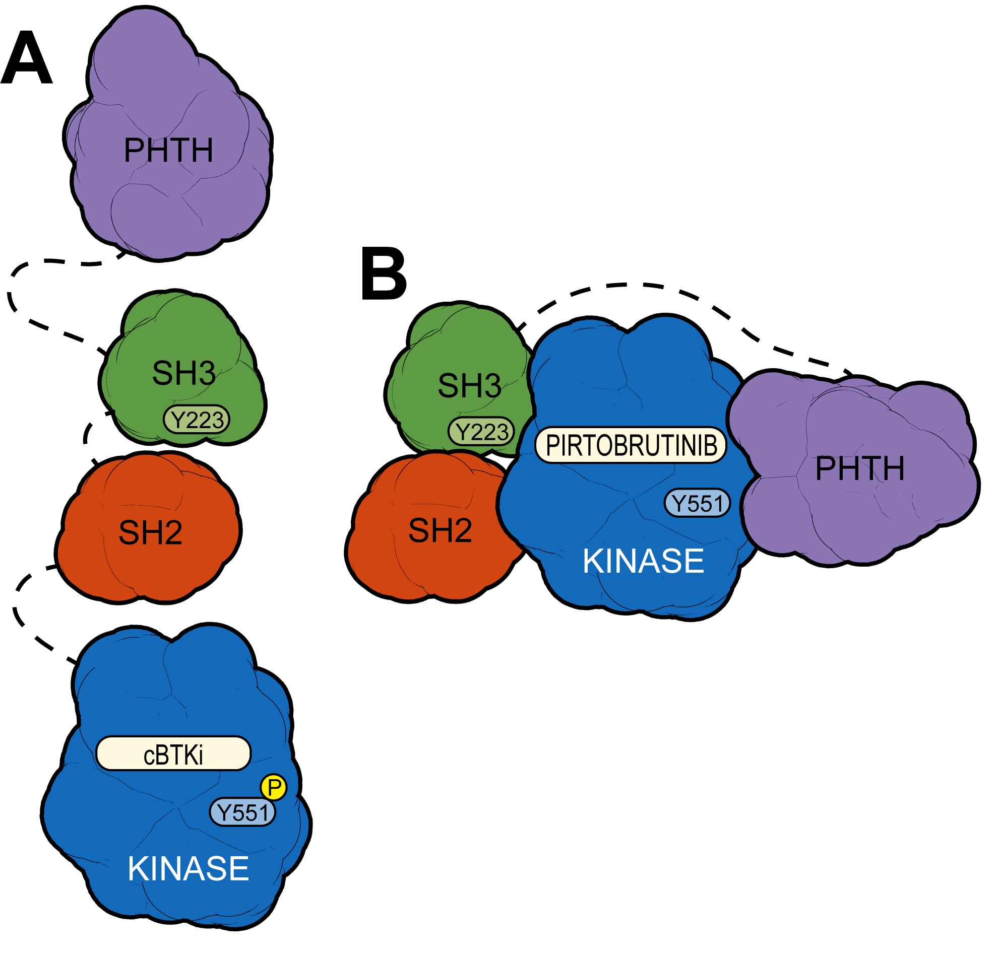 A
PHTH
SH3
Y223
SH2
cBTKi
P
Y551
KINASE
B
SH3
Y223
PIRTOBRUTINIB
PHTH
Y551
SH2
KINASE